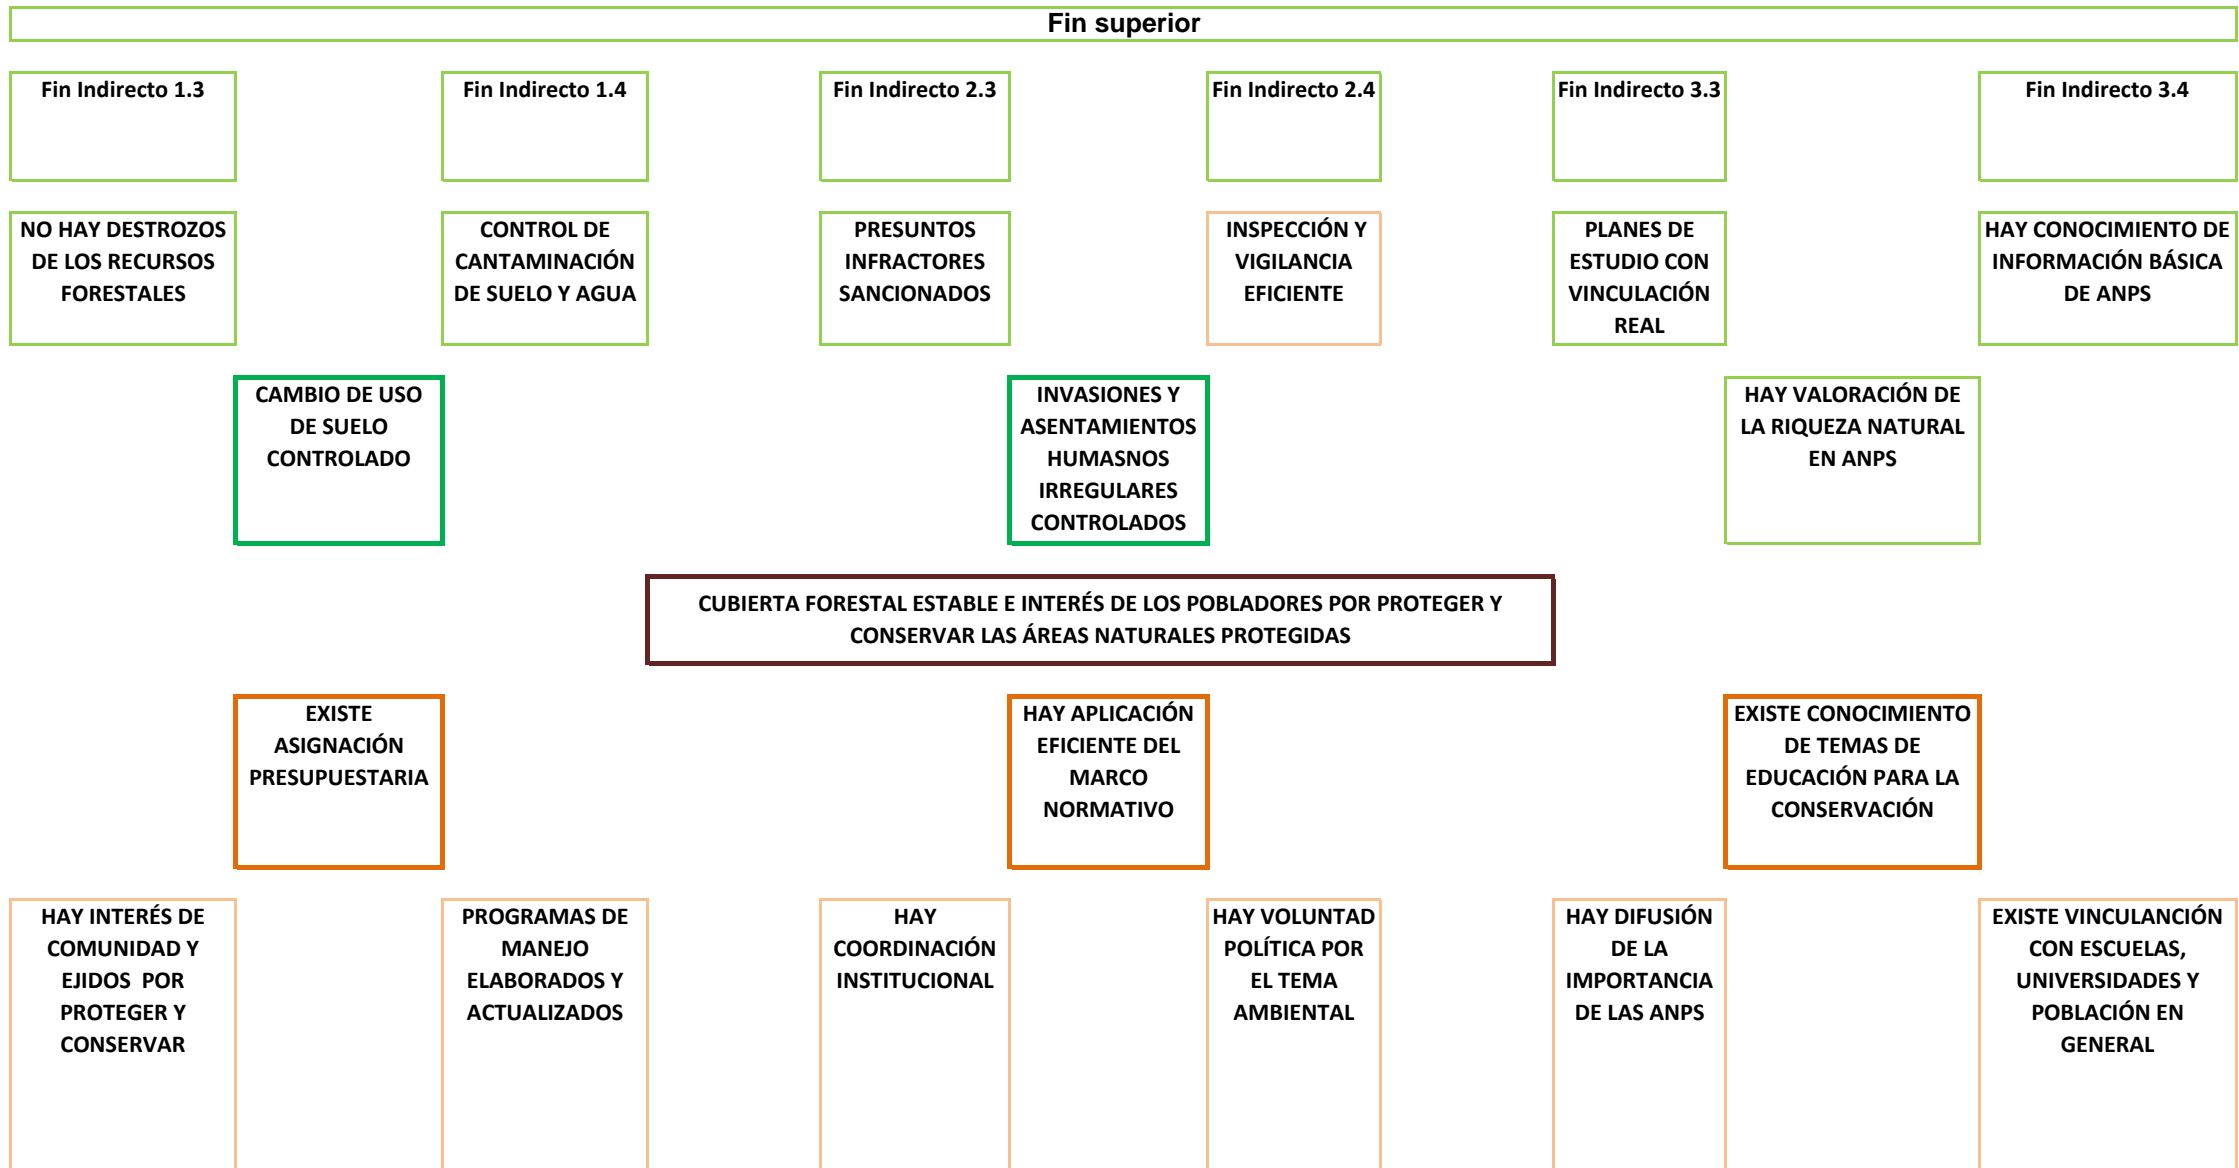 Fin superior
Fin Indirecto 1.3
Fin Indirecto 1.4
Fin Indirecto 2.3
Fin Indirecto 2.4
Fin Indirecto 3.3
Fin Indirecto 3.4
NO HAY DESTROZOS
DE LOS RECURSOS
FORESTALES
CONTROL DE
CANTAMINACIÓN
DE SUELO Y AGUA
PRESUNTOS
INFRACTORES
SANCIONADOS
INSPECCIÓN Y
VIGILANCIA
EFICIENTE
PLANES DE
ESTUDIO CON
VINCULACIÓN
REAL
HAY CONOCIMIENTO DE
INFORMACIÓN BÁSICA
DE ANPS
CAMBIO DE USO
DE SUELO
CONTROLADO
INVASIONES Y
ASENTAMIENTOS
HUMASNOS
IRREGULARES
CONTROLADOS
HAY VALORACIÓN DE
LA RIQUEZA NATURAL
EN ANPS
CUBIERTA FORESTAL ESTABLE E INTERÉS DE LOS POBLADORES POR PROTEGER Y
CONSERVAR LAS ÁREAS NATURALES PROTEGIDAS
EXISTE
ASIGNACIÓN
PRESUPUESTARIA
HAY APLICACIÓN
EFICIENTE DEL
MARCO
NORMATIVO
EXISTE CONOCIMIENTO
DE TEMAS DE
EDUCACIÓN PARA LA
CONSERVACIÓN
HAY INTERÉS DE
COMUNIDAD Y
EJIDOS  POR
PROTEGER Y
CONSERVAR
PROGRAMAS DE
MANEJO
ELABORADOS Y
ACTUALIZADOS
HAY
COORDINACIÓN
INSTITUCIONAL
HAY VOLUNTAD
POLÍTICA POR
EL TEMA
AMBIENTAL
HAY DIFUSIÓN
DE LA
IMPORTANCIA
DE LAS ANPS
EXISTE VINCULANCIÓN
CON ESCUELAS,
UNIVERSIDADES Y
POBLACIÓN EN
GENERAL